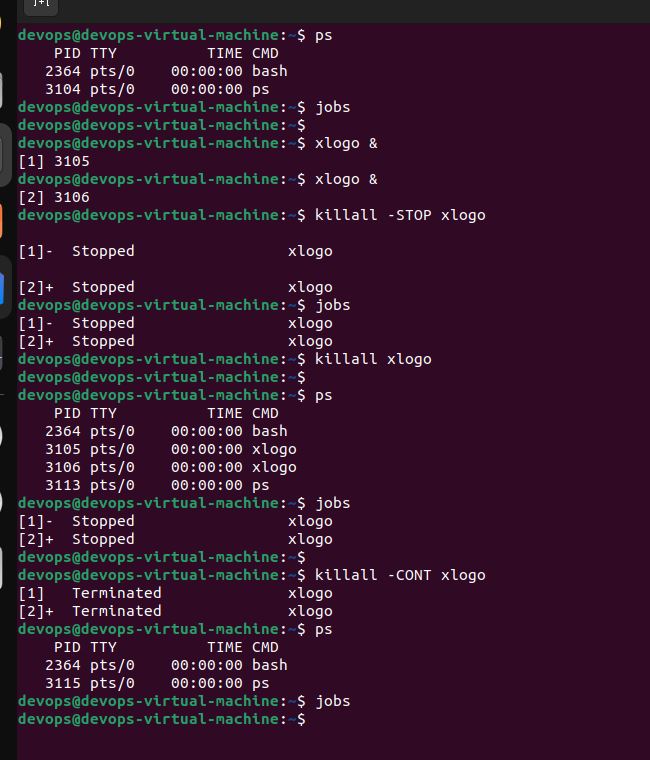 devops@devops-virtual-machine:~$ ps
    PID TTY          TIME CMD
   2364 pts/0    00:00:00 bash
   3104 pts/0    00:00:00 ps
devops@devops-virtual-machine:~$ jobs
devops@devops-virtual-machine:~$
devops@devops-virtual-machine:~$ xlogo &
[1] 3105
devops@devops-virtual-machine:~$ xlogo &
[2] 3106
devops@devops-virtual-machine:~$ killall -STOP xlogo
[1]-  Stopped                 xlogo
[2]+  Stopped                 xlogo
devops@devops-virtual-machine:~$ jobs
[1]-  Stopped                 xlogo
[2]+  Stopped                 xlogo
devops@devops-virtual-machine:~$ killall xlogo
devops@devops-virtual-machine:~$
devops@devops-virtual-machine:~$ ps
    PID TTY          TIME CMD
   2364 pts/0    00:00:00 bash
   3105 pts/0    00:00:00 xlogo
   3106 pts/0    00:00:00 xlogo
   3113 pts/0    00:00:00 ps
devops@devops-virtual-machine:~$ jobs
[1]-  Stopped                 xlogo
[2]+  Stopped                 xlogo
devops@devops-virtual-machine:~$
devops@devops-virtual-machine:~$ killall -CONT xlogo
[1]   Terminated              xlogo
[2]+  Terminated              xlogo
devops@devops-virtual-machine:~$ ps
    PID TTY          TIME CMD
   2364 pts/0    00:00:00 bash
   3115 pts/0    00:00:00 ps
devops@devops-virtual-machine:~$ jobs
devops@devops-virtual-machine:~$